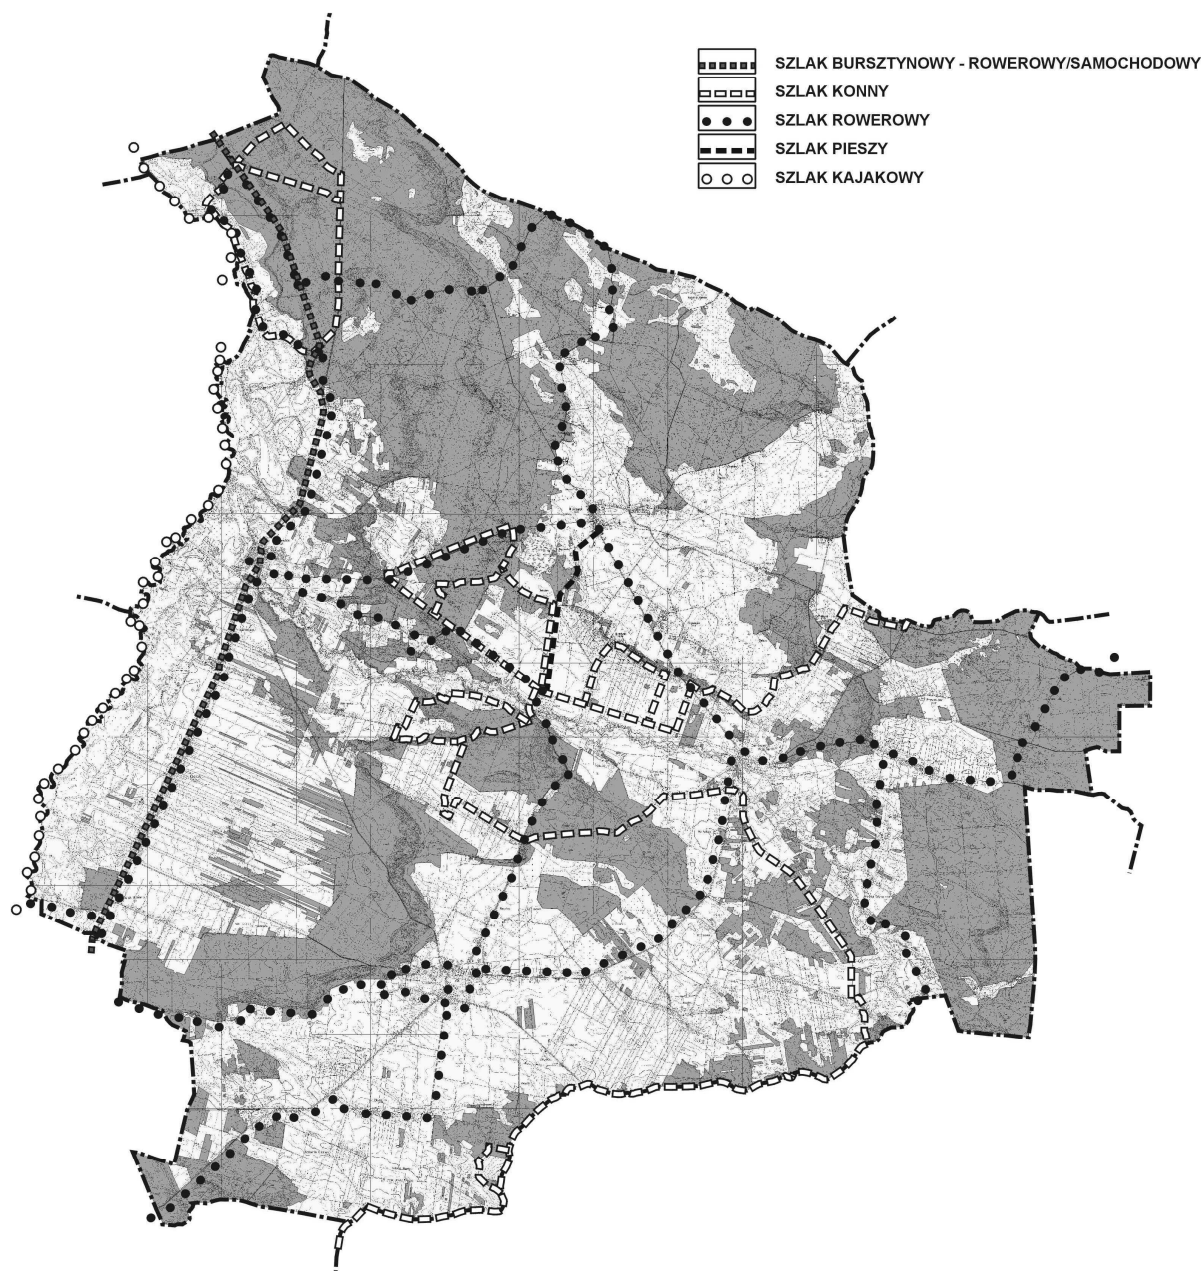 SZLAK BURSZTYNOWY - ROWEROWY/SAMOCHODOWY
SZLAK KONNY
SZLAK ROWEROWY
SZLAK PIESZY
SZLAK KAJAKOWY